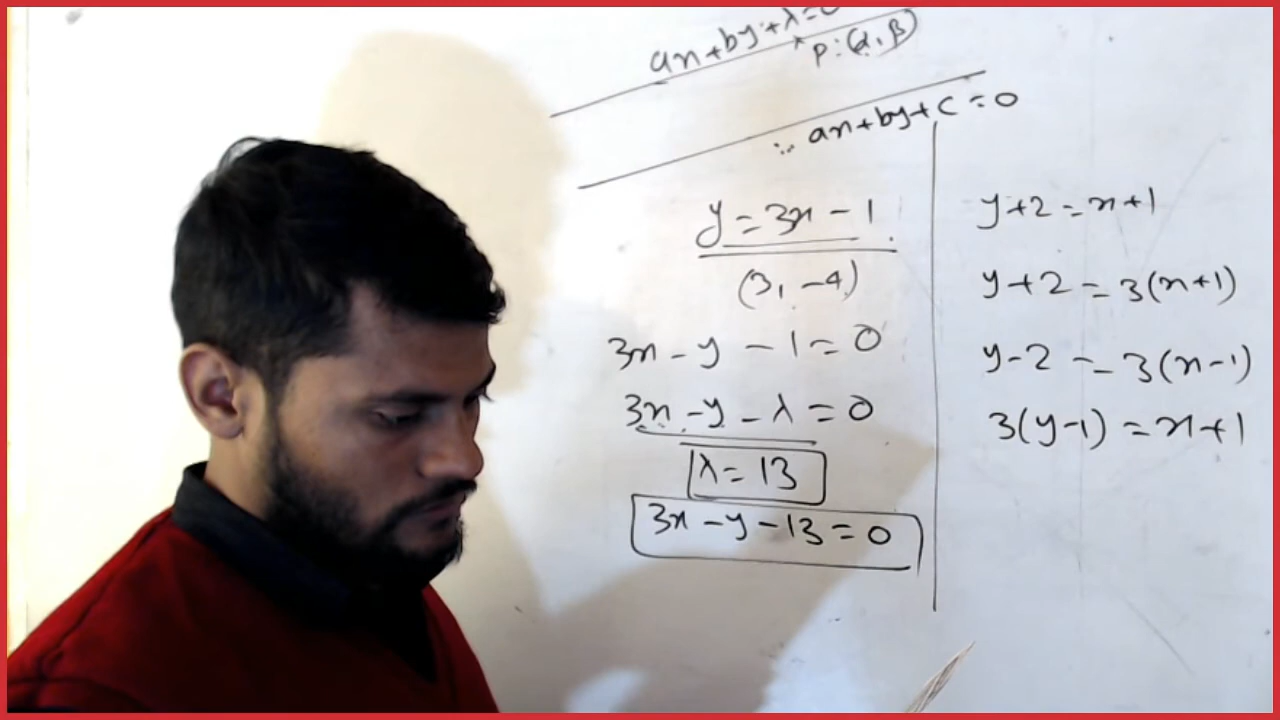 ax+by+λ=0
P:(α,β)
∴ ax+by+c=0
y=3x-1
(3,-4)
3x-y-1=0
3x-y-λ=0
λ=13
3x-y-13=0
y+2=x+1
y+2=3(x+1)
y-2=3(x-1)
3(y-1)=x+1